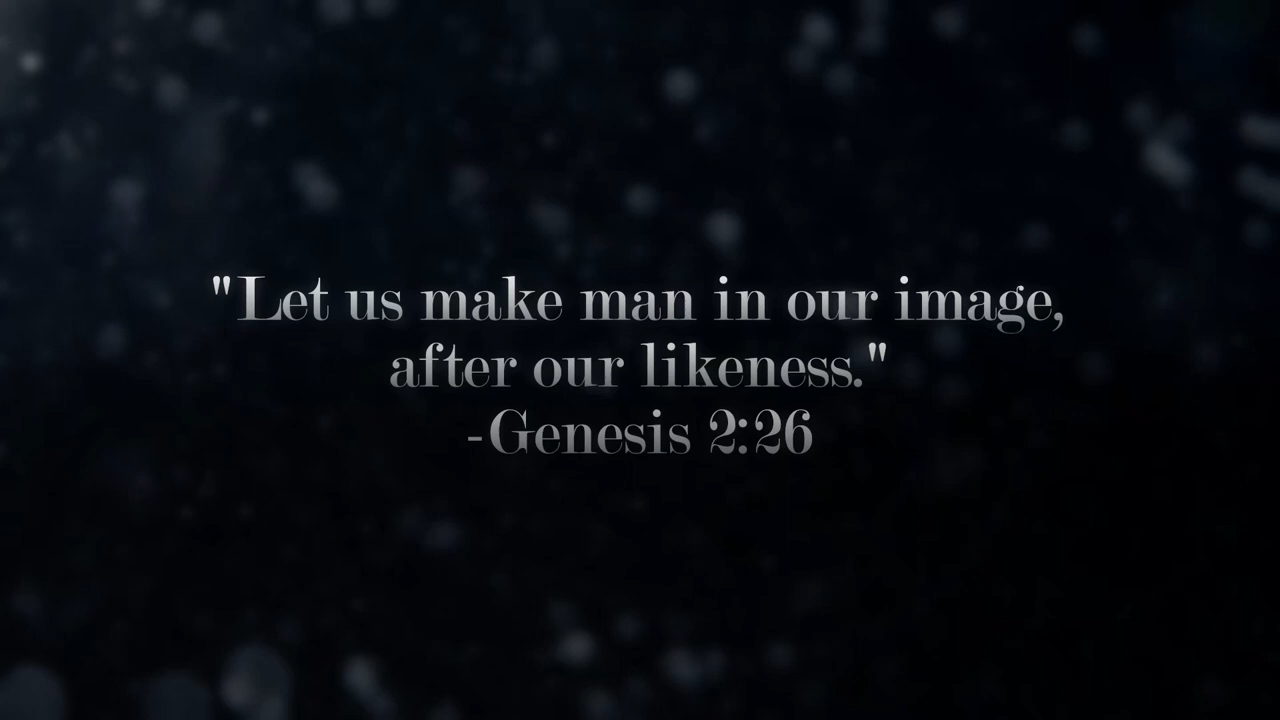 "Let us make man in our image,
after our likeness."
-Genesis 2:26